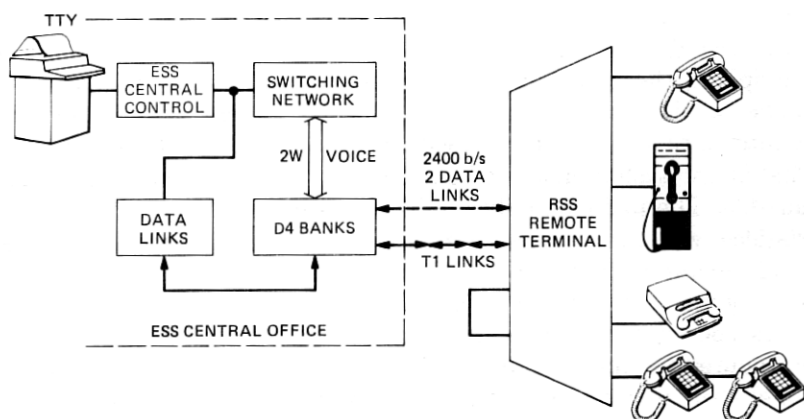 TTY
ESS
CENTRAL
CONTROL
SWITCHING
NETWORK
2W VOICE
DATA
LINKS
D4 BANKS
2400 b/s
2 DATA
LINKS
T1 LINKS
RSS
REMOTE
TERMINAL
ESS CENTRAL OFFICE